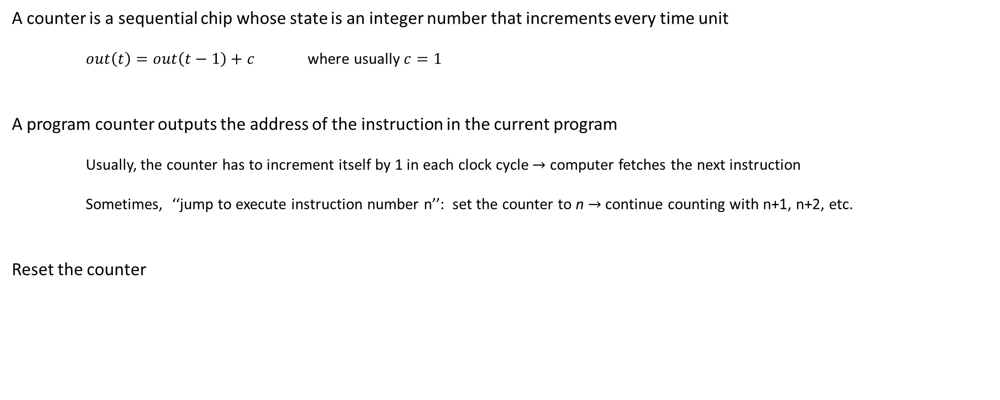 A counter is a sequential chip whose state is an integer number that increments every time unit
out(t) = out(t − 1) + c where usually c = 1
A program counter outputs the address of the instruction in the current program
Usually, the counter has to increment itself by 1 in each clock cycle → computer fetches the next instruction
Sometimes, “jump to execute instruction number n”: set the counter to n → continue counting with n+1, n+2, etc.
Reset the counter